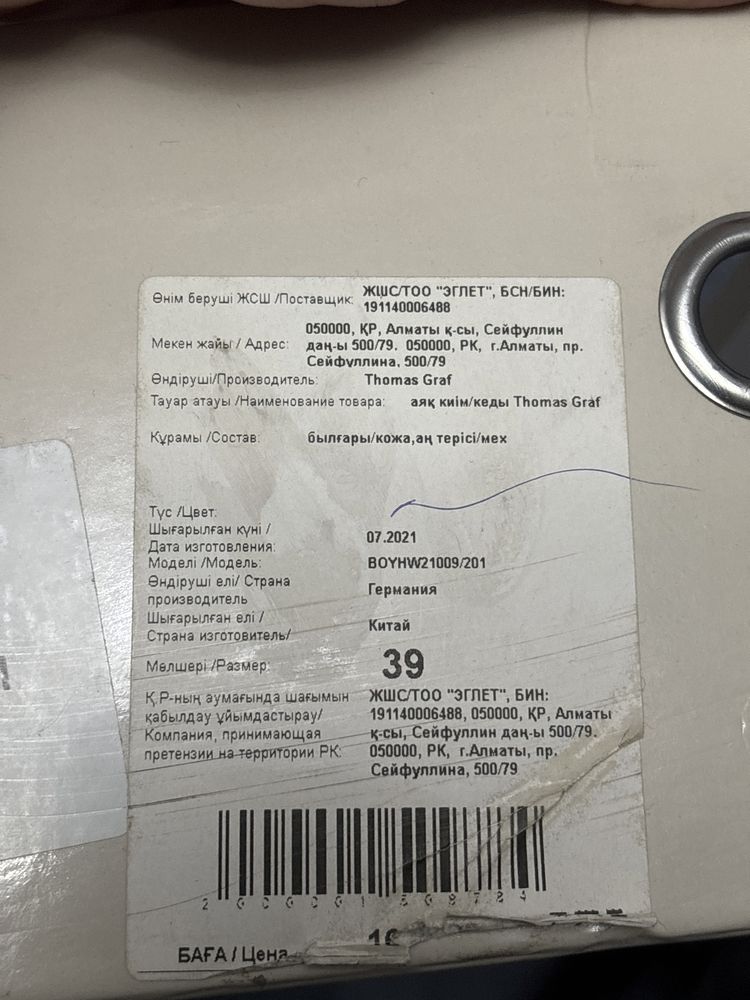 Өнім беруші ЖСШ /Поставщик: ЖШС/ТОО "ЭГЛЕТ", БСН/БИН:
191140006488
Мекен жайы / Адрес: 050000, ҚР, Алматы қ-сы, Сейфуллин
даң-ы 500/79. 050000, РК, г.Алматы, пр.
Сейфуллина, 500/79
Өндіруші/Производитель: Thomas Graf
Тауар атауы /Наименование товара: аяқ киім/кеды Thomas Graf
Құрамы /Состав: былғары/кожа,аң терісі/мех
Түс /Цвет:
Шығарылған күні /
Дата изготовления: 07.2021
Моделі /Модель: BOYHW21009/201
Өндіруші елі/ Страна
производитель Германия
Шығарылған елі /
Страна изготовитель/ Китай
Мөлшері /Размер: 39
Қ.Р-ның аумағында шағымын
қабылдау ұйымдастырау/
Компания, принимающая
претензии на территории РК:
ЖШС/ТОО "ЭГЛЕТ", БИН:
191140006488, 050000, ҚР, Алматы
қ-сы, Сейфуллин даң-ы 500/79.
050000, РК, г.Алматы, пр.
Сейфуллина, 500/79
2 000001 508784
БАҒА / Цена